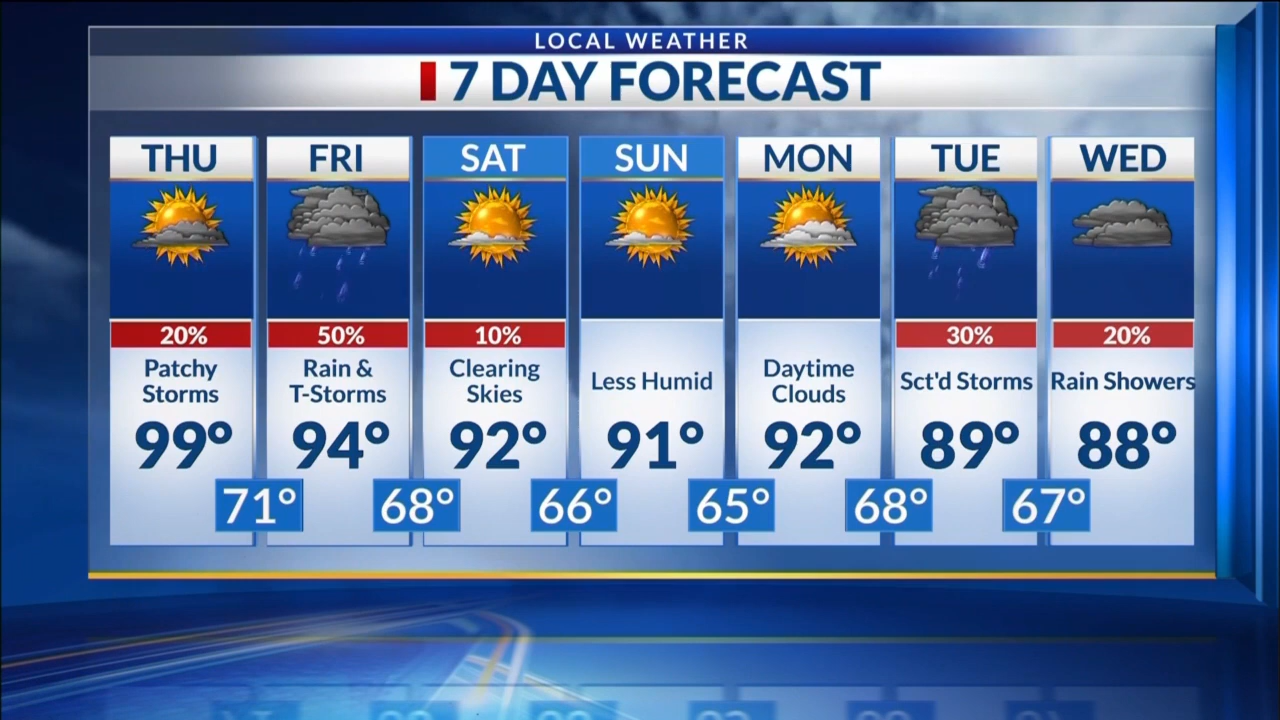 LOCAL WEATHER
7 DAY FORECAST
THU FRI SAT SUN MON TUE WED
20% 50% 10% 30% 20%
Patchy Storms Rain & T-Storms Clearing Skies Less Humid Daytime Clouds Sct'd Storms Rain Showers
99° 94° 92° 91° 92° 89° 88°
71° 68° 66° 65° 68° 67°